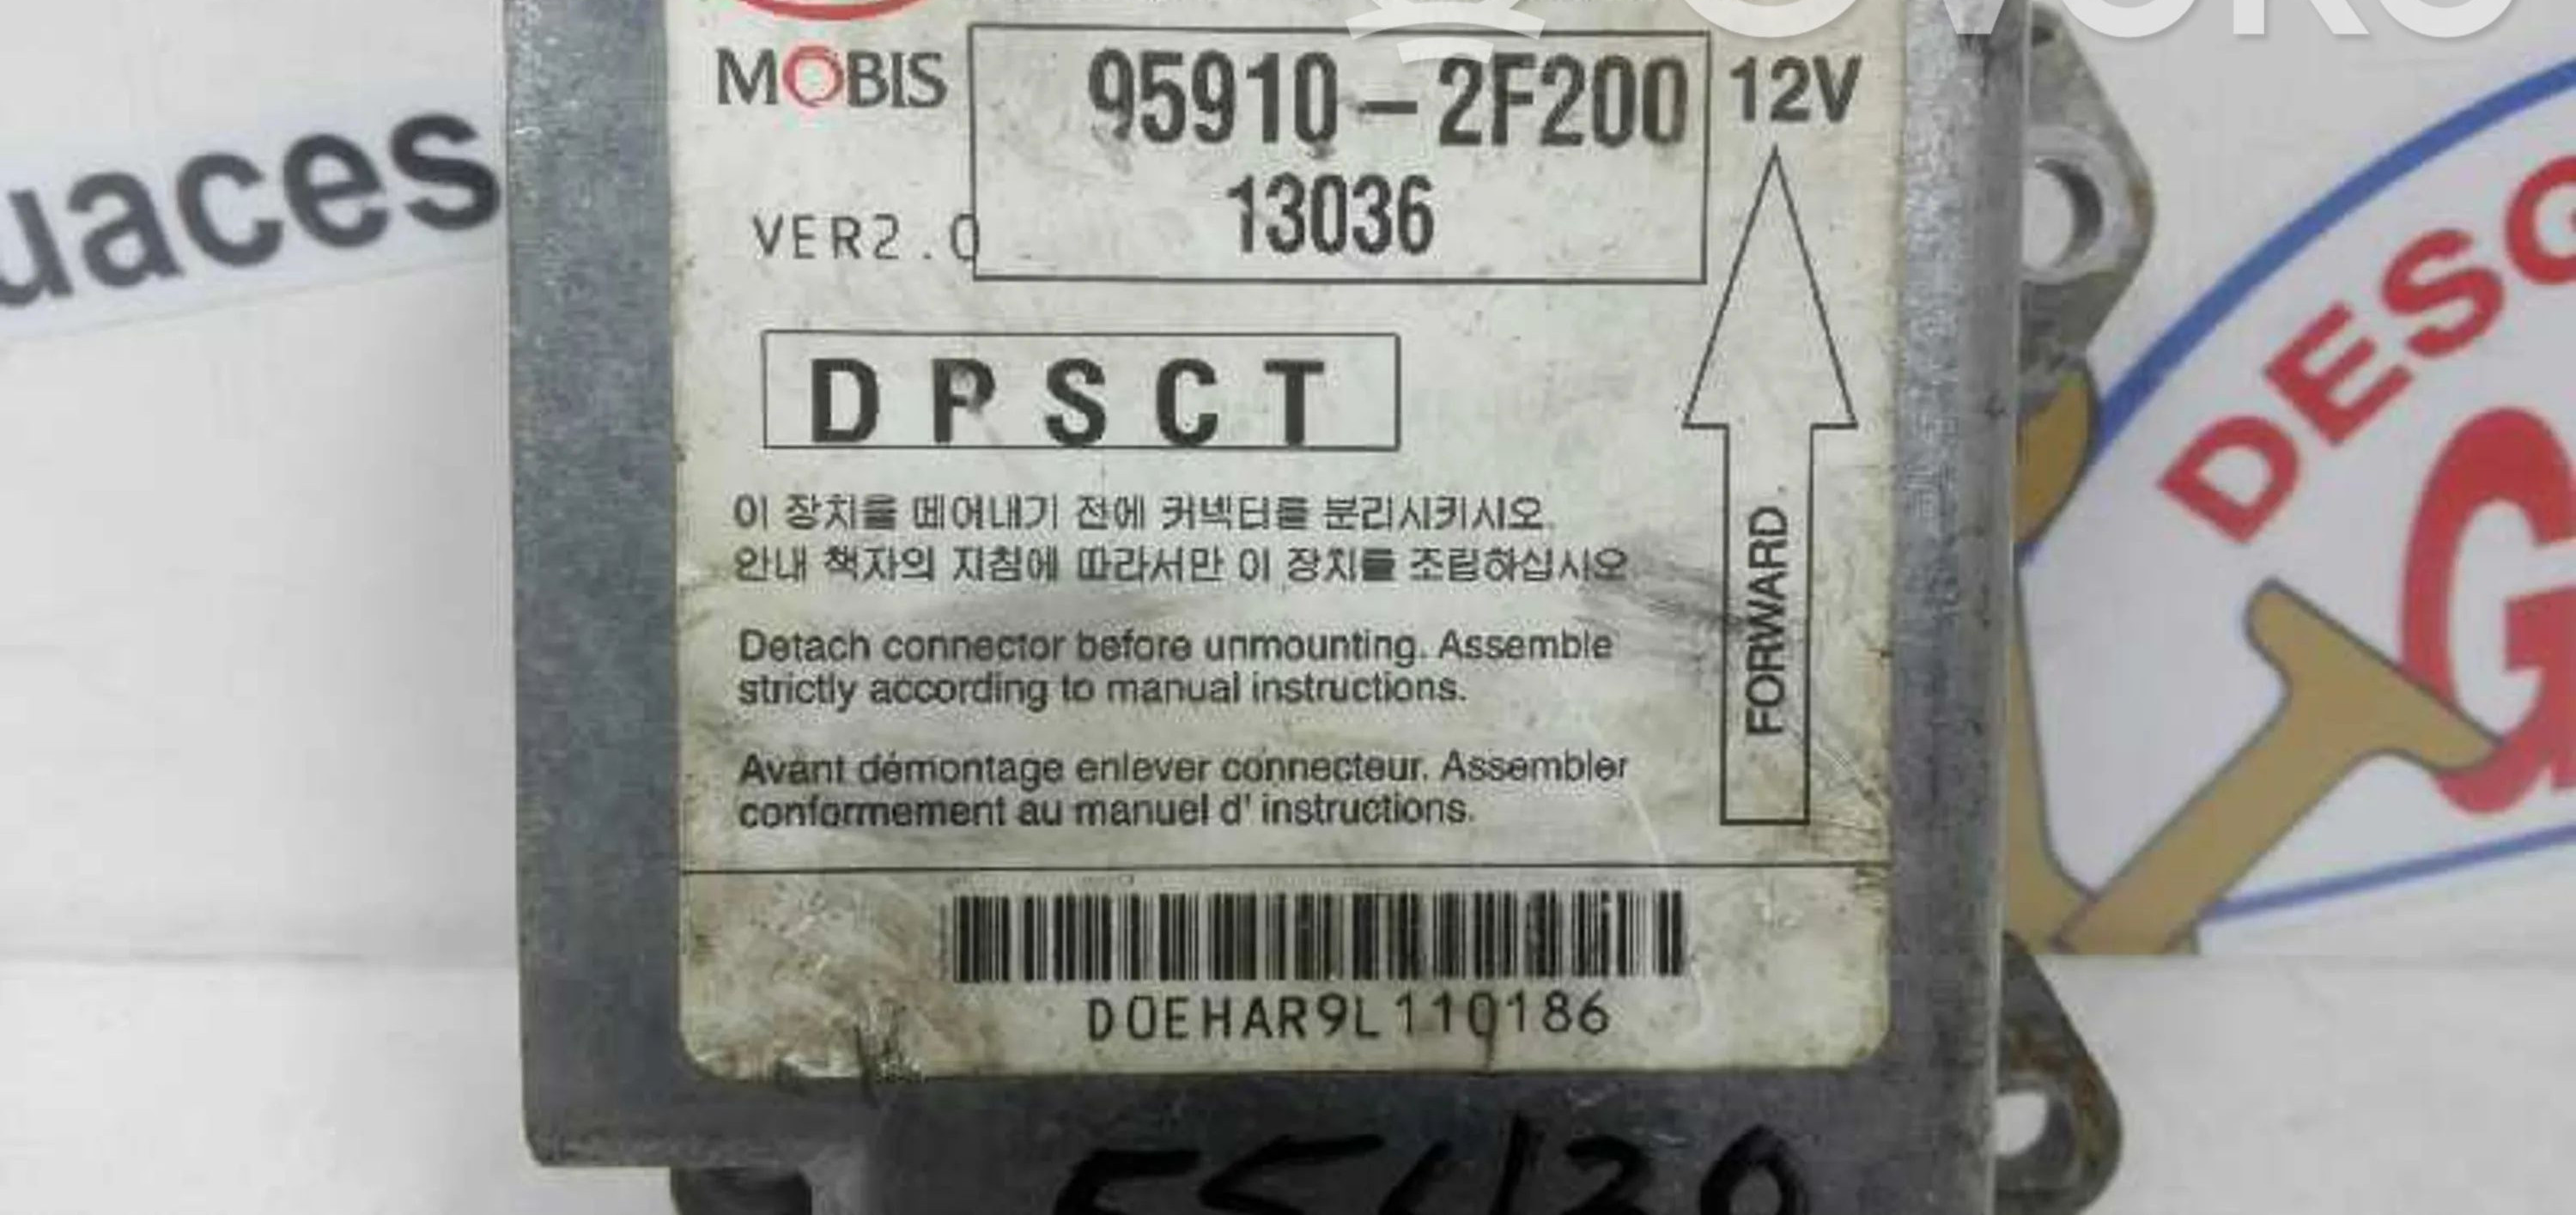 MOBIS
95910-2F200
12V
13036
VER2.0
DPSCT
이 장치를 떼어내기 전에 커넥터를 분리시키시오.
안내 책자의 지침에 따라서만 이 장치를 조립하십시오
FORWARD.
Detach connector before unmounting. Assemble
strictly according to manual instructions.
Avant démontage enlever connecteur. Assembler
conformement au manuel d' instructions.
D0EHAR9L110186
uaces
DESG
G